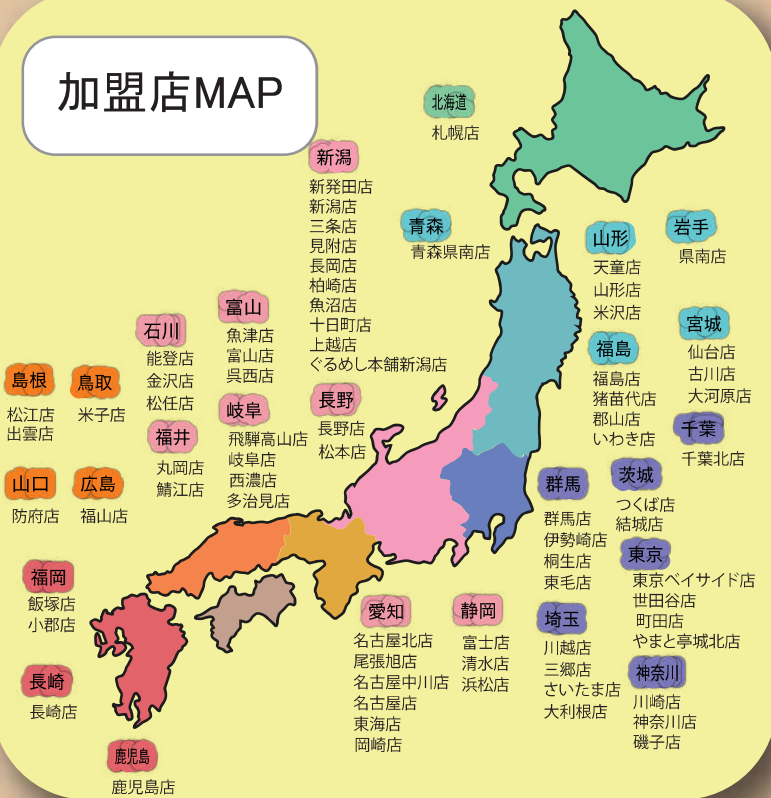 加盟店MAP
北海道
札幌店
新潟
新発田店
新潟店
三条店
見附店
長岡店
柏崎店
魚沼店
十日町店
上越店
ぐるめし本舗新潟店
青森
青森県南店
山形
天童店
山形店
米沢店
岩手
県南店
富山
魚津店
富山店
呉西店
石川
能登店
金沢店
松任店
福島
福島店
猪苗代店
郡山店
いわき店
宮城
仙台店
古川店
大河原店
島根
松江店
出雲店
鳥取
米子店
福井
丸岡店
鯖江店
岐阜
飛騨高山店
岐阜店
西濃店
多治見店
長野
長野店
松本店
千葉
千葉北店
山口
防府店
広島
福山店
群馬
群馬店
伊勢崎店
桐生店
東毛店
茨城
つくば店
結城店
東京
東京ベイサイド店
世田谷店
町田店
やまと亭城北店
福岡
飯塚店
小郡店
愛知
名古屋北店
尾張旭店
名古屋中川店
名古屋店
東海店
岡崎店
静岡
富士店
清水店
浜松店
埼玉
川越店
三郷店
さいたま店
大利根店
神奈川
川崎店
神奈川店
磯子店
長崎
長崎店
鹿児島
鹿児島店